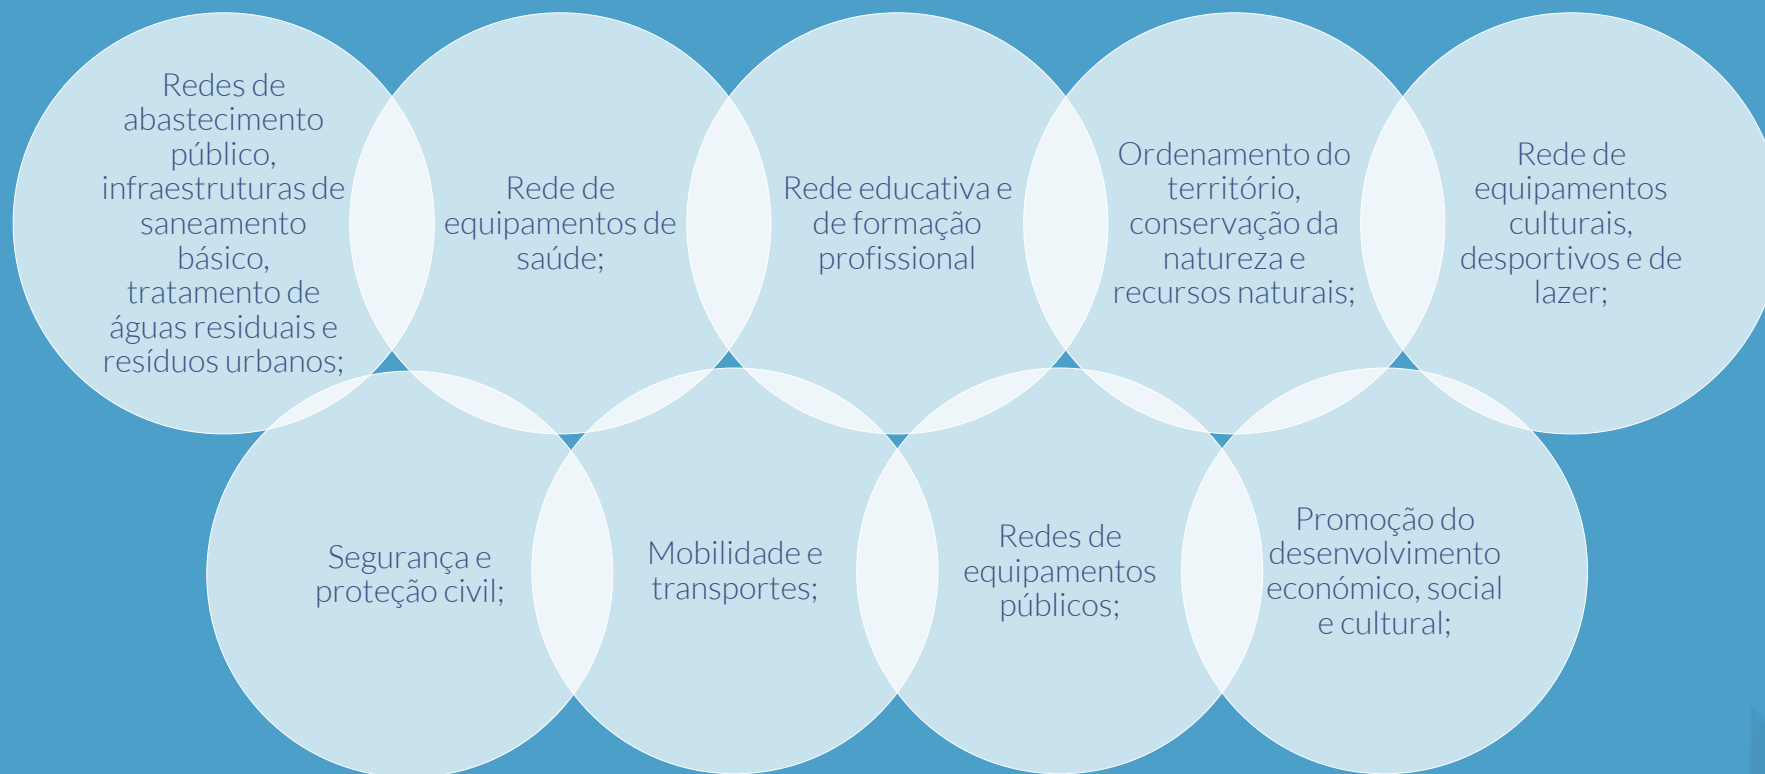 Redes de
abastecimento
público,
infraestruturas de
saneamento
básico,
tratamento de
águas residuais e
resíduos urbanos;
Rede de
equipamentos de
saúde;
Rede educativa e
de formação
profissional
Ordenamento do
território,
conservação da
natureza e
recursos naturais;
Rede de
equipamentos
culturais,
desportivos e de
lazer;
Segurança e
proteção civil;
Mobilidade e
transportes;
Redes de
equipamentos
públicos;
Promoção do
desenvolvimento
económico, social
e cultural;